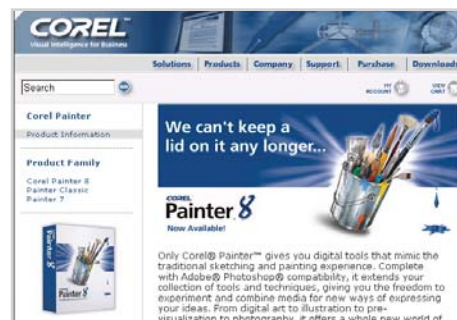 COREL
Visual Intelligence for Business
Solutions Products Company Support Purchase Downloads
Search
MY ACCOUNT
VIEW CART
Corel Painter
Product Information
Product Family
Corel Painter 8
Painter Classic
Painter 7
We can't keep a
lid on it any longer...
COREL
Painter 8
Now Available!
Painter 8
Painter 8
Only Corel® Painter™ gives you digital tools that mimic the
traditional sketching and painting experience. Complete
with Adobe® Photoshop® compatibility, it extends your
collection of tools and techniques, giving you the freedom to
experiment and combine media for new ways of expressing
your ideas. From digital art to illustration to pre-
visualization to photography, it offers a whole new world of